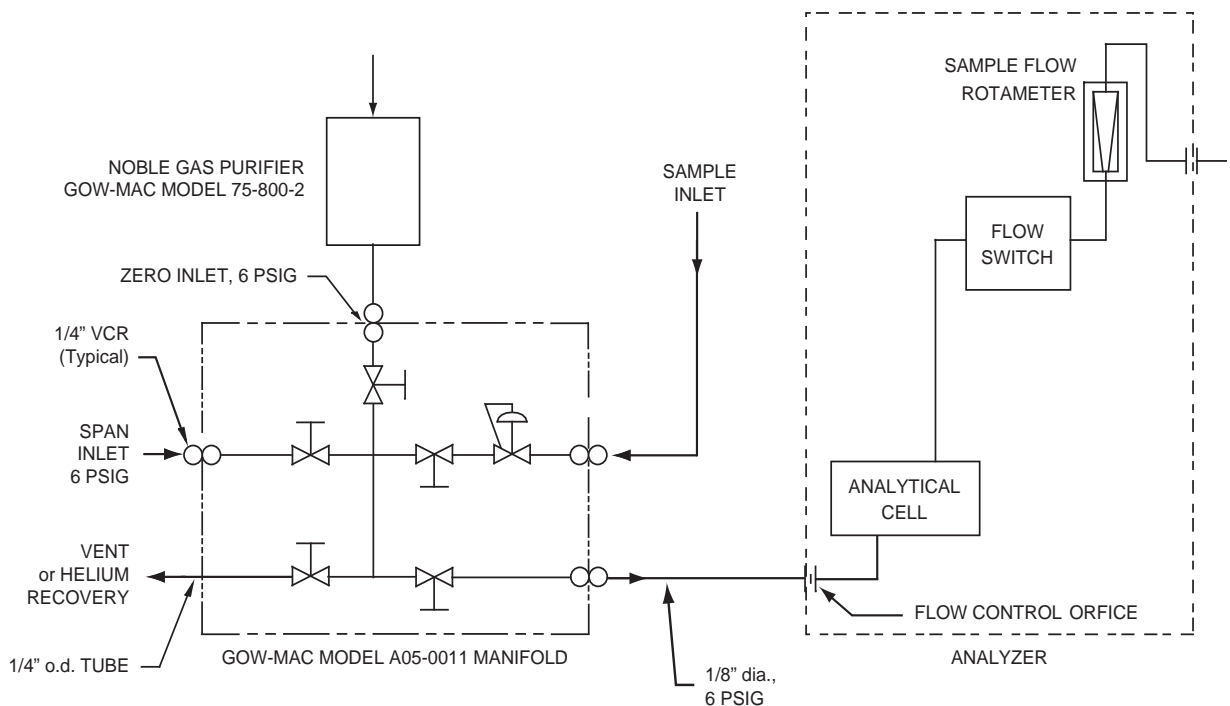 SAMPLE FLOW
ROTAMETER
NOBLE GAS PURIFIER
GOW-MAC MODEL 75-800-2
SAMPLE
INLET
FLOW
SWITCH
ZERO INLET, 6 PSIG
1/4” VCR
(Typical)
SPAN
INLET
6 PSIG
ANALYTICAL
CELL
VENT
or HELIUM
RECOVERY
FLOW CONTROL ORFICE
1/4” o.d. TUBE
GOW-MAC MODEL A05-0011 MANIFOLD
ANALYZER
1/8” dia.,
6 PSIG